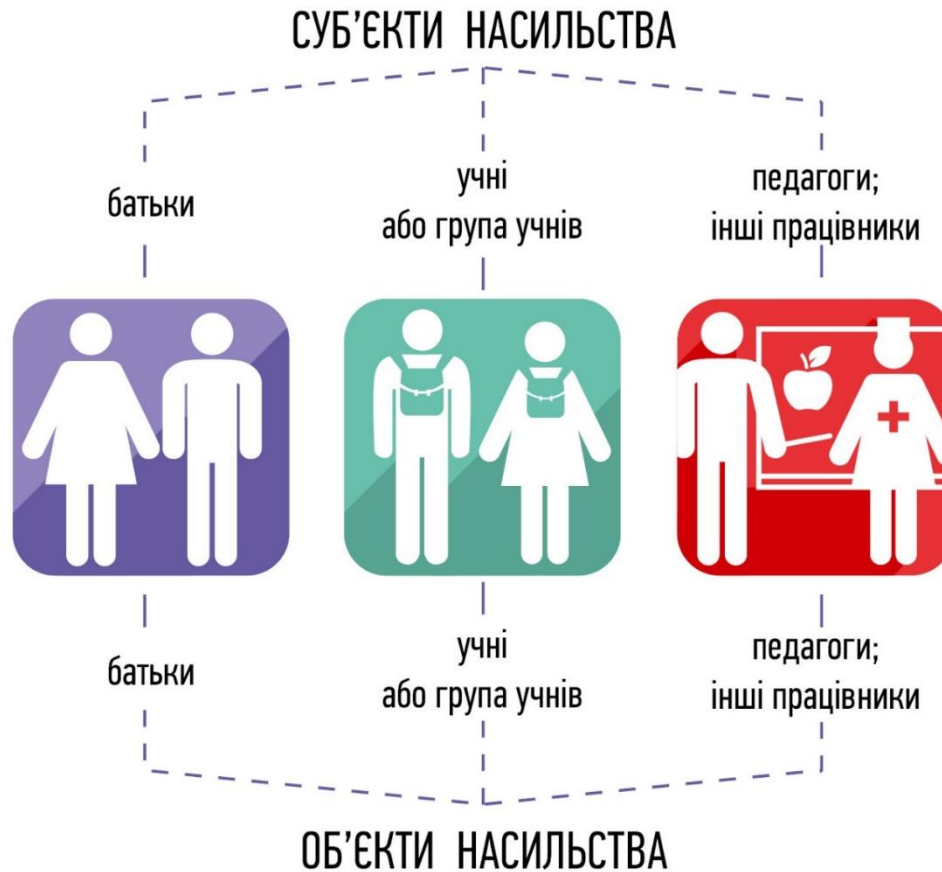 СУБ’ЄКТИ НАСИЛЬСТВА
батьки
учні
або група учнів
педагоги;
інші працівники
батьки
учні
або група учнів
педагоги;
інші працівники
ОБ’ЄКТИ НАСИЛЬСТВА